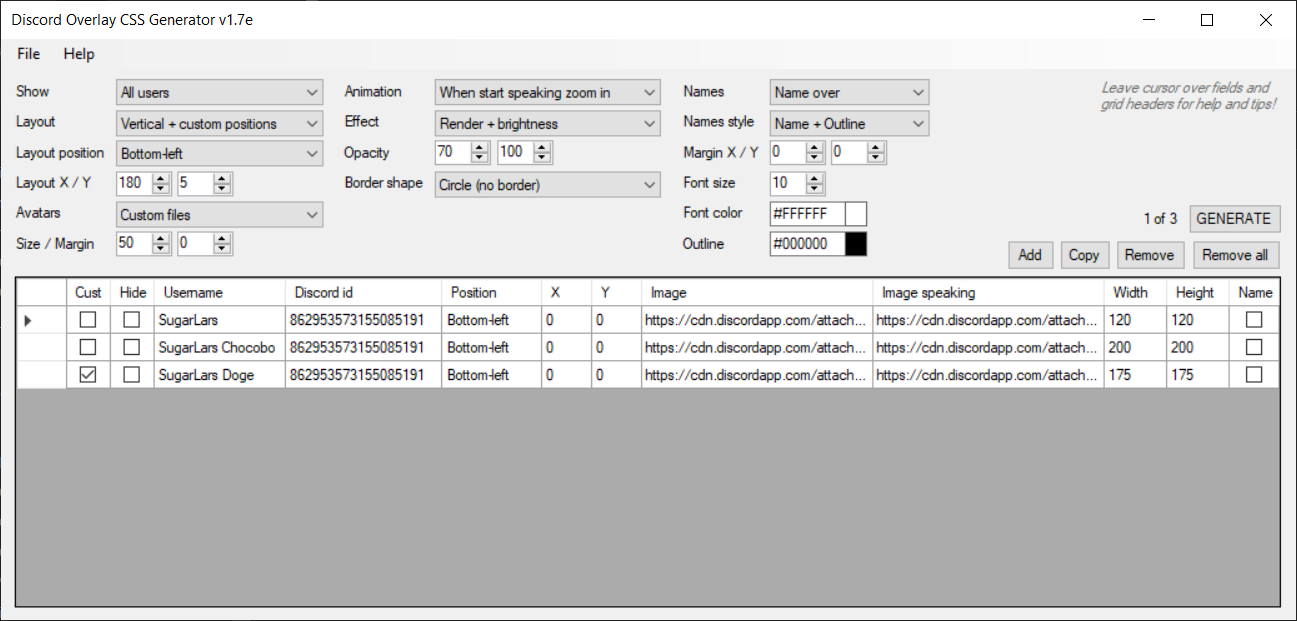 Discord Overlay CSS Generator v1.7e
File Help
Show All users Animation When start speaking zoom in Names Name over Leave cursor over fields and
grid headers for help and tips!
Layout Vertical + custom positions Effect Render + brightness Names style Name + Outline
Layout position Bottom-left Opacity 70 100 Margin X / Y 0 0
Layout X / Y 180 5 Border shape Circle (no border) Font size 10
Avatars Custom files Font color #FFFFFF 1 of 3 GENERATE
Size / Margin 50 0 Outline #000000
Add Copy Remove Remove all
Cust Hide Username Discord id Position X Y Image Image speaking Width Height Name
SugarLars 862953573155085191 Bottom-left 0 0 https://cdn.discordapp.com/attach... https://cdn.discordapp.com/attach... 120 120
SugarLars Chocobo 862953573155085191 Bottom-left 0 0 https://cdn.discordapp.com/attach... https://cdn.discordapp.com/attach... 200 200
SugarLars Doge 862953573155085191 Bottom-left 0 0 https://cdn.discordapp.com/attach... https://cdn.discordapp.com/attach... 175 175